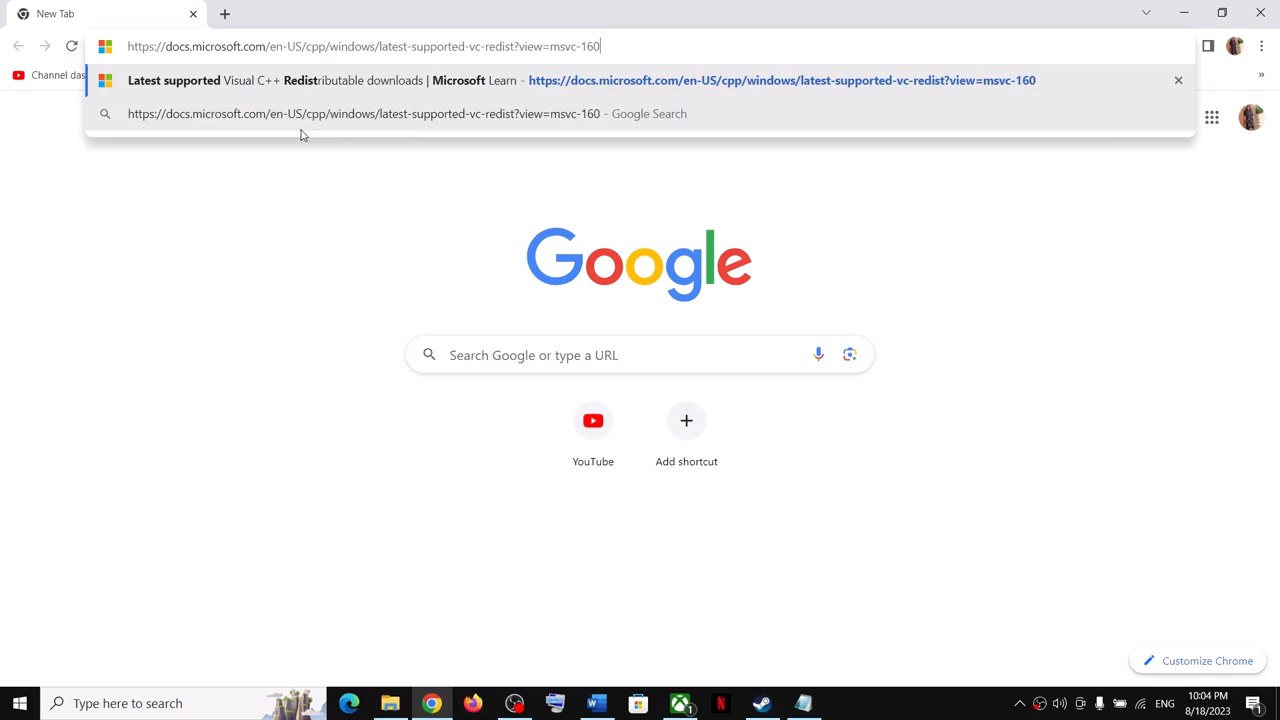 New Tab
https://docs.microsoft.com/en-US/cpp/windows/latest-supported-vc-redist?view=msvc-160
Channel das
Latest supported Visual C++ Redistributable downloads | Microsoft Learn - https://docs.microsoft.com/en-US/cpp/windows/latest-supported-vc-redist?view=msvc-160
https://docs.microsoft.com/en-US/cpp/windows/latest-supported-vc-redist?view=msvc-160 - Google Search
Google
Search Google or type a URL
YouTube
Add shortcut
Customize Chrome
Type here to search
ENG
10:04 PM
8/18/2023